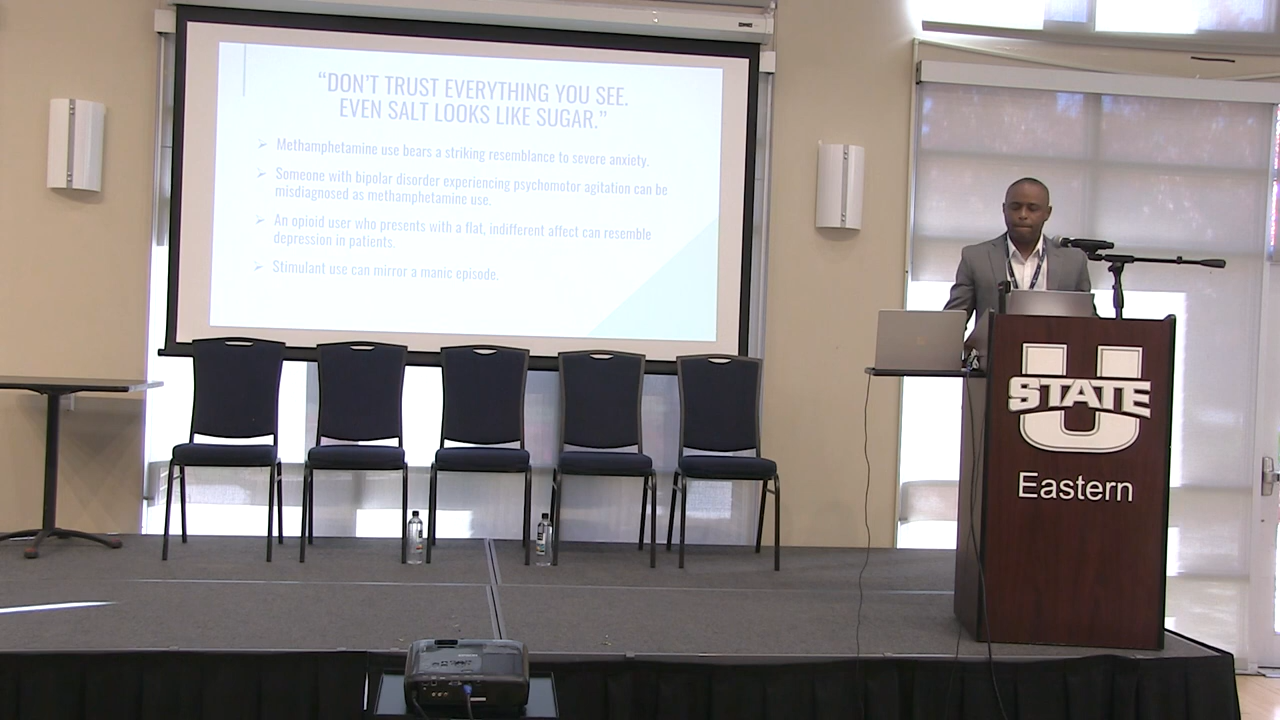 “DON’T TRUST EVERYTHING YOU SEE.
EVEN SALT LOOKS LIKE SUGAR.”
➢ Methamphetamine use bears a striking resemblance to severe anxiety.
➢ Someone with bipolar disorder experiencing psychomotor agitation can be
misdiagnosed as methamphetamine use.
➢ An opioid user who presents with a flat, indifferent affect can resemble
depression in patients.
➢ Stimulant use can mirror a manic episode.
U
STATE
Eastern